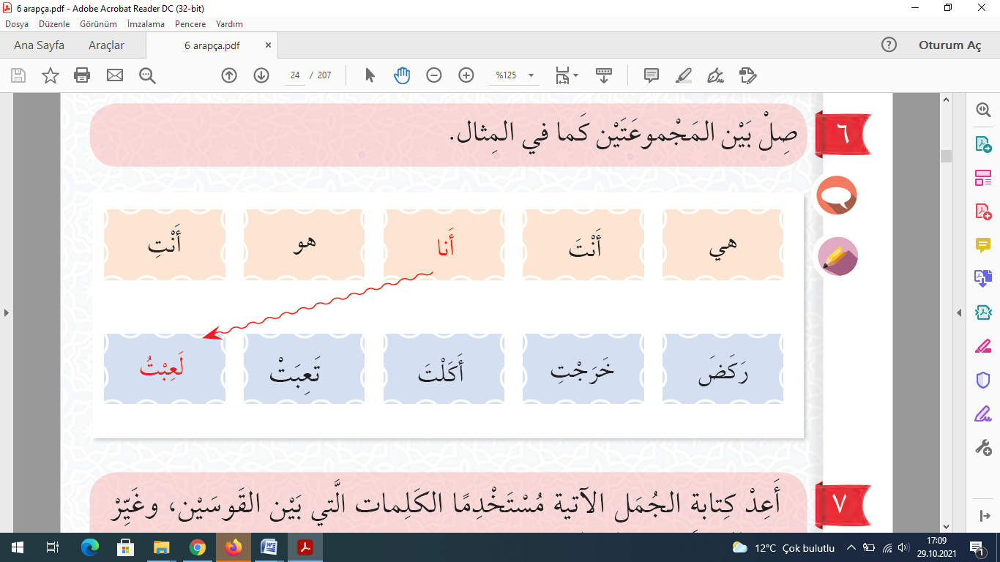 6 arapça.pdf - Adobe Acrobat Reader DC (32-bit)
Dosya Düzenle Görünüm İmzalama Pencere Yardım
Ana Sayfa Araçlar 6 arapça.pdf × ? Oturum Aç
24 / 207 %125
٦ صِلْ بَيْن المَجْموعَتَيْن كَما في المِثال.
هي أَنْتَ أَنا هو أَنْتِ
رَكَضَ خَرَجْتِ أَكَلْتَ تَعِبَتْ لَعِبْتُ
٧ أَعِدْ كِتابة الجُمَل الآتية مُسْتَخْدِمًا الكَلِمات الَّتي بَيْن القَوسَيْن، وغَيِّرْ
12°C Çok bulutlu 17:09
29.10.2021 1